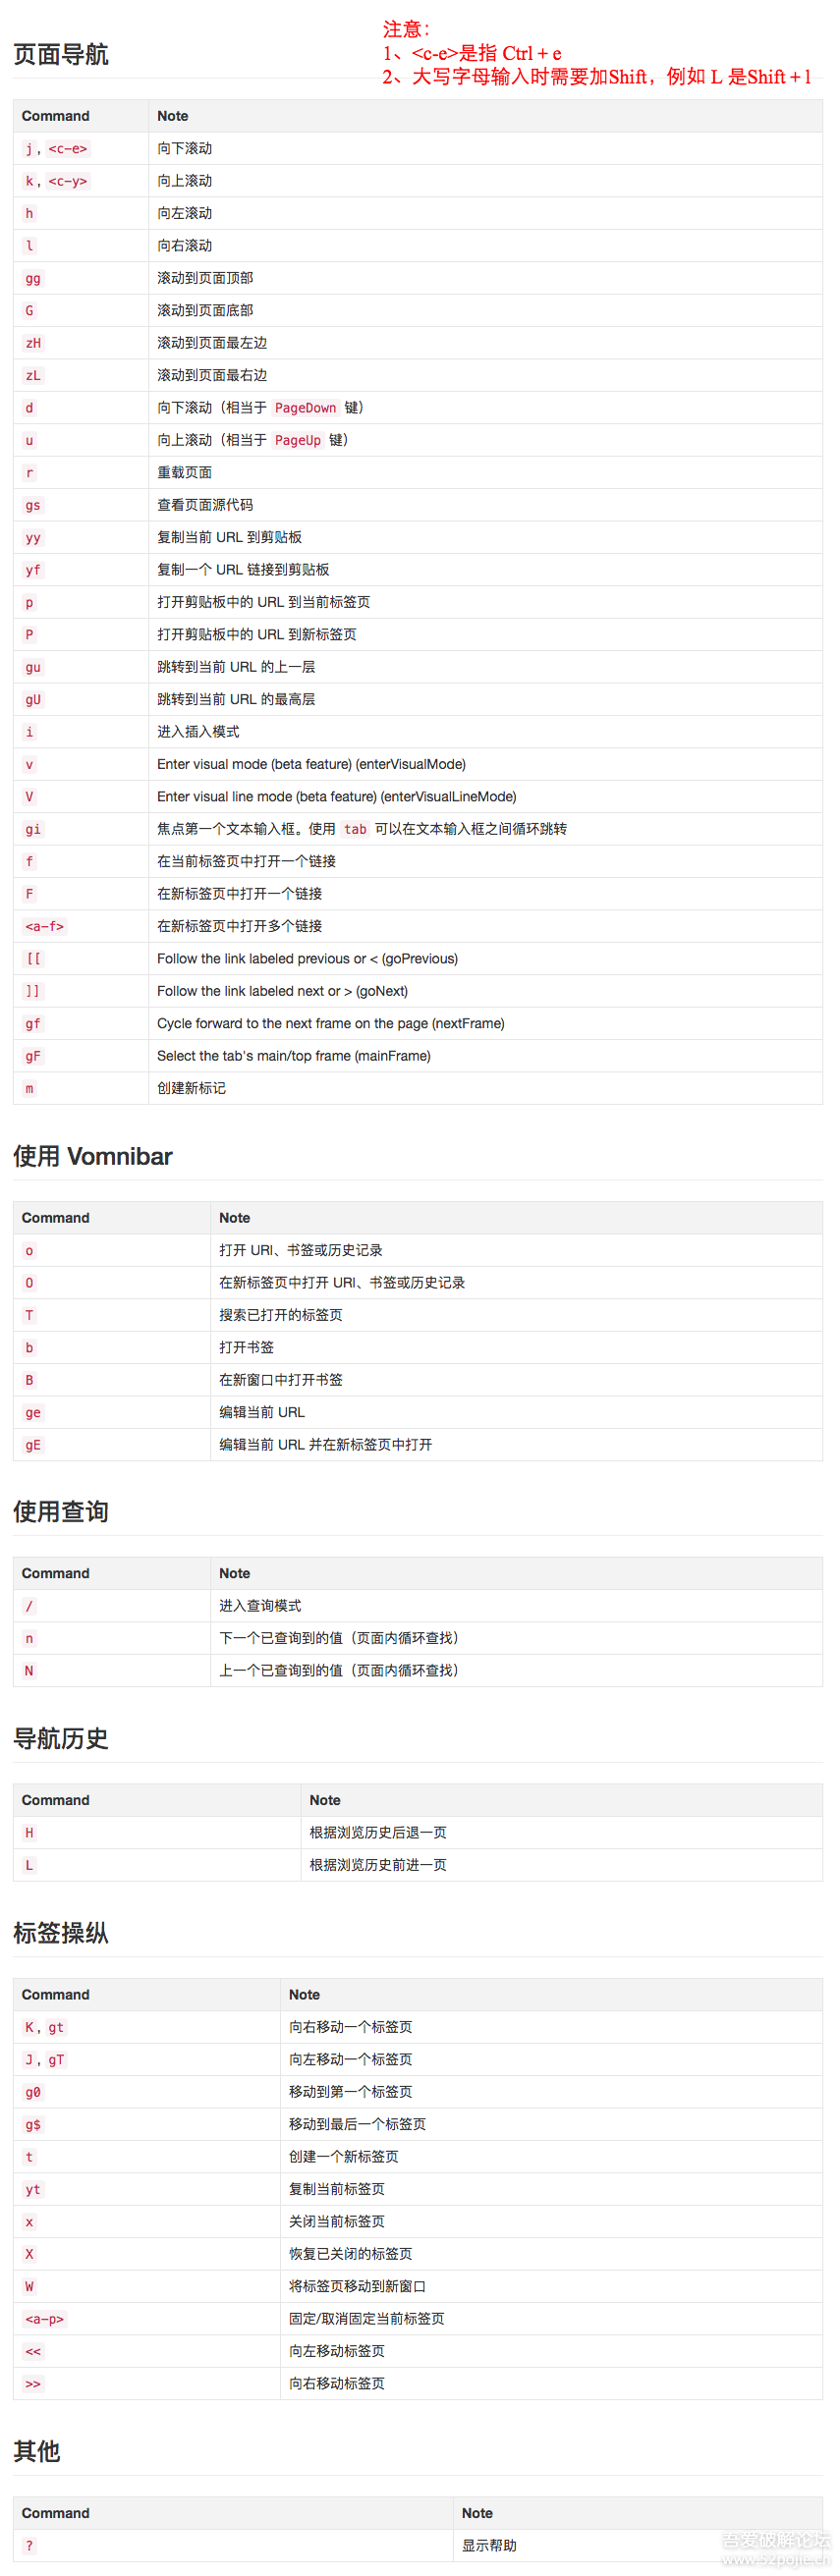 注意：
1、<c-e>是指 Ctrl + e
2、大写字母输入时需要加Shift，例如 L 是Shift + l
页面导航
Command Note
j , <c-e> 向下滚动
k , <c-y> 向上滚动
h 向左滚动
l 向右滚动
gg 滚动到页面顶部
G 滚动到页面底部
zH 滚动到页面最左边
zL 滚动到页面最右边
d 向下滚动（相当于 PageDown 键）
u 向上滚动（相当于 PageUp 键）
r 重载页面
gs 查看页面源代码
yy 复制当前 URL 到剪贴板
yf 复制一个 URL 链接到剪贴板
p 打开剪贴板中的 URL 到当前标签页
P 打开剪贴板中的 URL 到新标签页
gu 跳转到当前 URL 的上一层
gU 跳转到当前 URL 的最高层
i 进入插入模式
v Enter visual mode (beta feature) (enterVisualMode)
V Enter visual line mode (beta feature) (enterVisualLineMode)
gi 焦点第一个文本输入框。使用 tab 可以在文本输入框之间循环跳转
f 在当前标签页中打开一个链接
F 在新标签页中打开一个链接
<a-f> 在新标签页中打开多个链接
[[ Follow the link labeled previous or < (goPrevious)
]] Follow the link labeled next or > (goNext)
gf Cycle forward to the next frame on the page (nextFrame)
gF Select the tab's main/top frame (mainFrame)
m 创建新标记
使用 Vomnibar
Command Note
o 打开 URI、书签或历史记录
O 在新标签页中打开 URI、书签或历史记录
T 搜索已打开的标签页
b 打开书签
B 在新窗口中打开书签
ge 编辑当前 URL
gE 编辑当前 URL 并在新标签页中打开
使用查询
Command Note
/ 进入查询模式
n 下一个已查询到的值（页面内循环查找）
N 上一个已查询到的值（页面内循环查找）
导航历史
Command Note
H 根据浏览历史后退一页
L 根据浏览历史前进一页
标签操纵
Command Note
K , gt 向右移动一个标签页
J , gT 向左移动一个标签页
g0 移动到第一个标签页
g$ 移动到最后一个标签页
t 创建一个新标签页
yt 复制当前标签页
x 关闭当前标签页
X 恢复已关闭的标签页
W 将标签页移动到新窗口
<a-p> 固定/取消固定当前标签页
<< 向左移动标签页
>> 向右移动标签页
其他
Command Note
? 显示帮助
吾爱破解论坛
www.52pojie.cn